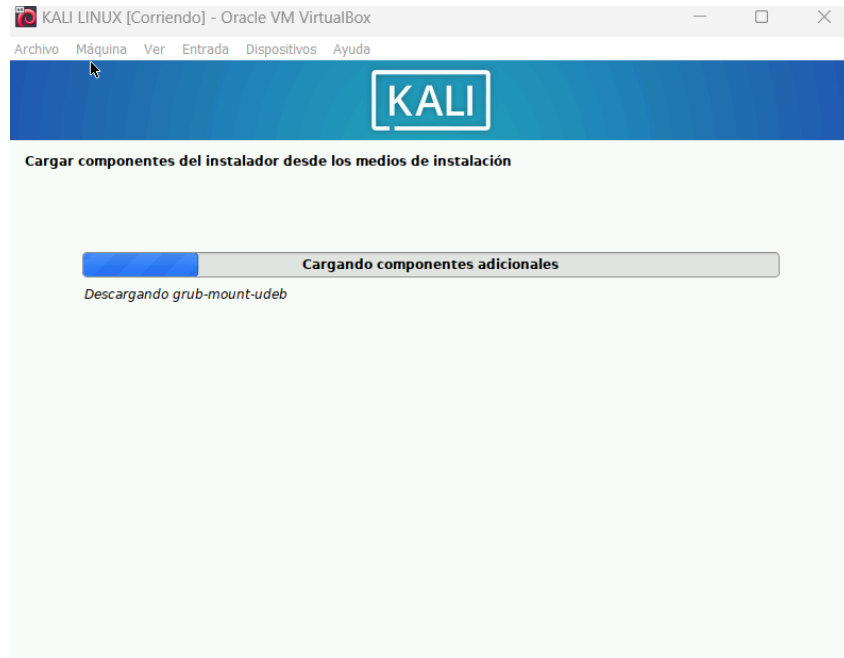 KALI LINUX [Corriendo] - Oracle VM VirtualBox
Archivo Máquina Ver Entrada Dispositivos Ayuda
KALI
Cargar componentes del instalador desde los medios de instalación
Cargando componentes adicionales
Descargando grub-mount-udeb